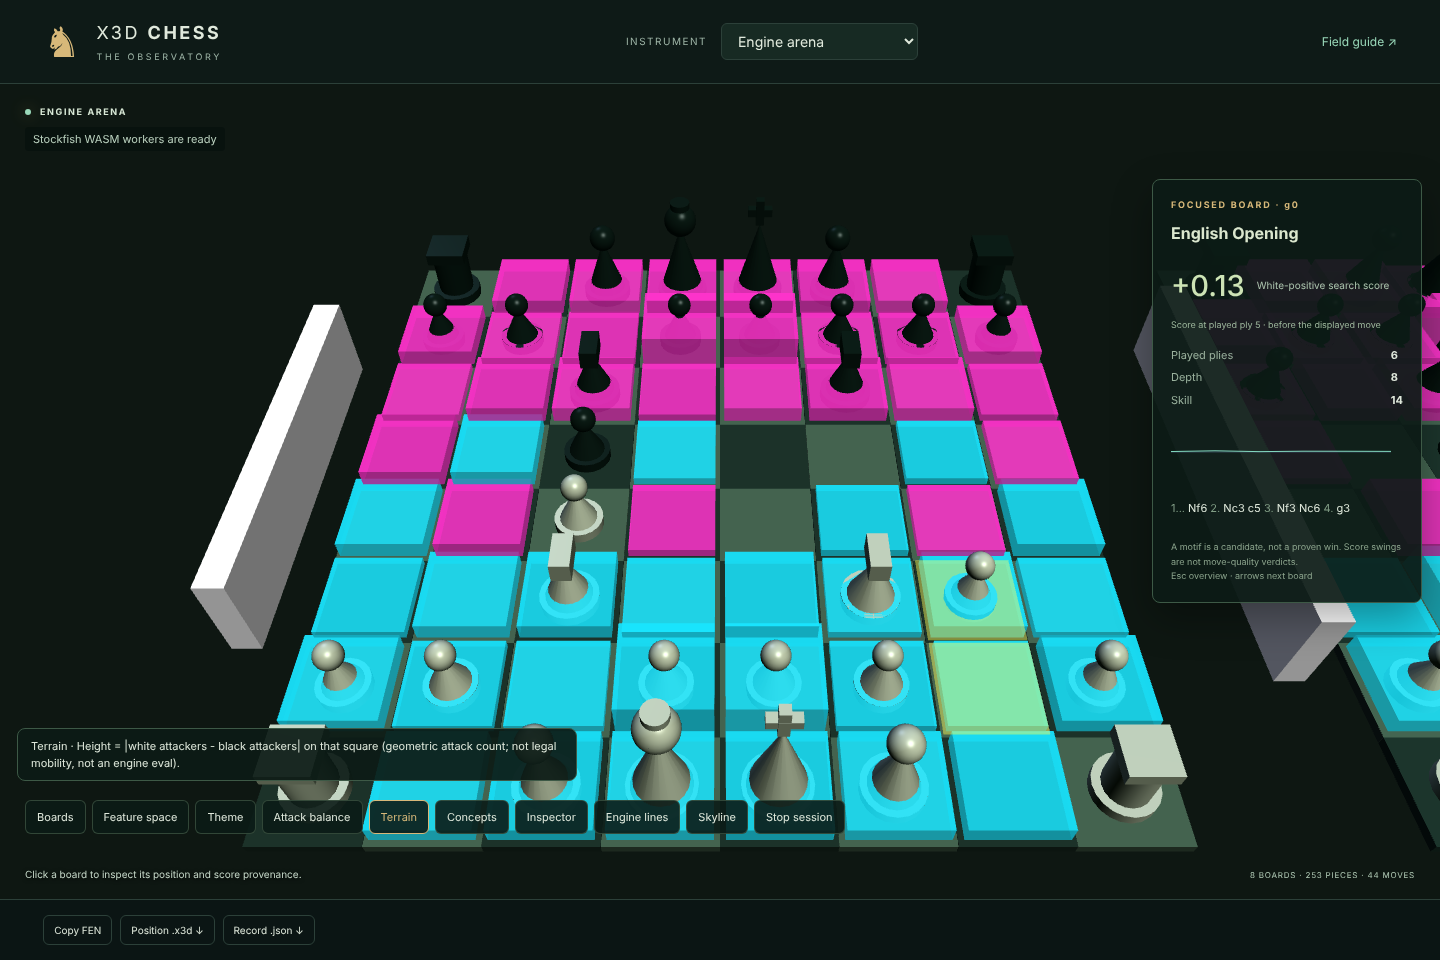 X3D CHESS
THE OBSERVATORY
INSTRUMENT
Engine arena
Field guide ↗
ENGINE ARENA
Stockfish WASM workers are ready
FOCUSED BOARD · g0
English Opening
+0.13 White-positive search score
Score at played ply 5 · before the displayed move
Played plies 6
Depth 8
Skill 14
1... Nf6 2. Nc3 c5 3. Nf3 Nc6 4. g3
A motif is a candidate, not a proven win. Score swings
are not move-quality verdicts.
Esc overview · arrows next board
Terrain · Height = |white attackers - black attackers| on that square (geometric attack count; not legal
mobility, not an engine eval).
Boards Feature space Theme Attack balance Terrain Concepts Inspector Engine lines Skyline Stop session
Click a board to inspect its position and score provenance.
8 BOARDS · 253 PIECES · 44 MOVES
Copy FEN Position .x3d ↓ Record .json ↓